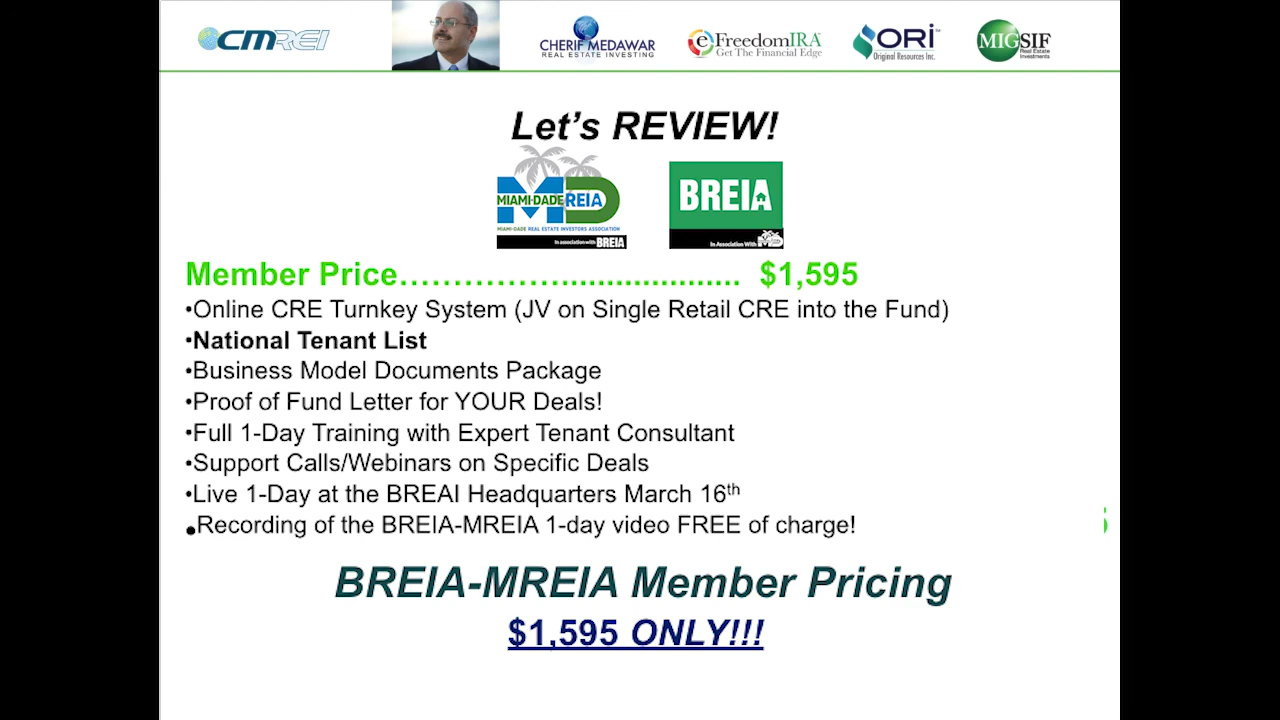 CMREI
CHERIF MEDAWAR
REAL ESTATE INVESTING
eFreedomIRA
Get The Financial Edge
ORi
Original Resources Inc.
MIGSIF
Real Estate
Investments
Let's REVIEW!
MIAMI-DADE REIA
MIAMI-DADE REAL ESTATE INVESTORS ASSOCIATION
In association with BREIA
BREIA
In Association With MD
Member Price……………….................... $1,595
•Online CRE Turnkey System (JV on Single Retail CRE into the Fund)
•National Tenant List
•Business Model Documents Package
•Proof of Fund Letter for YOUR Deals!
•Full 1-Day Training with Expert Tenant Consultant
•Support Calls/Webinars on Specific Deals
•Live 1-Day at the BREAI Headquarters March 16th
•Recording of the BREIA-MREIA 1-day video FREE of charge!
BREIA-MREIA Member Pricing
$1,595 ONLY!!!